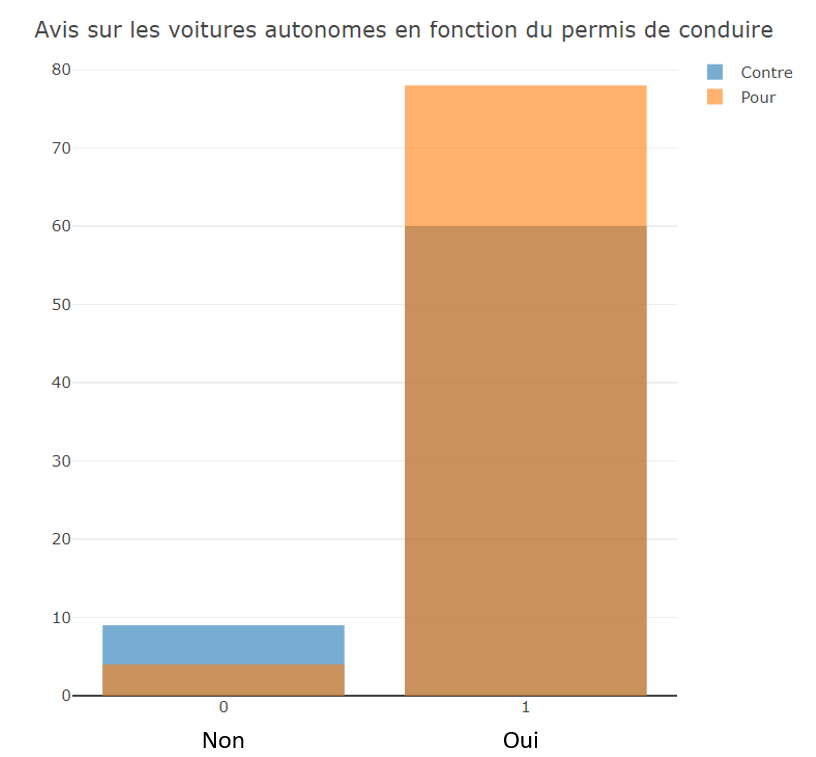 Avis sur les voitures autonomes en fonction du permis de conduire
Contre
Pour
80
70
60
50
40
30
20
10
0
0
1
Non
Oui